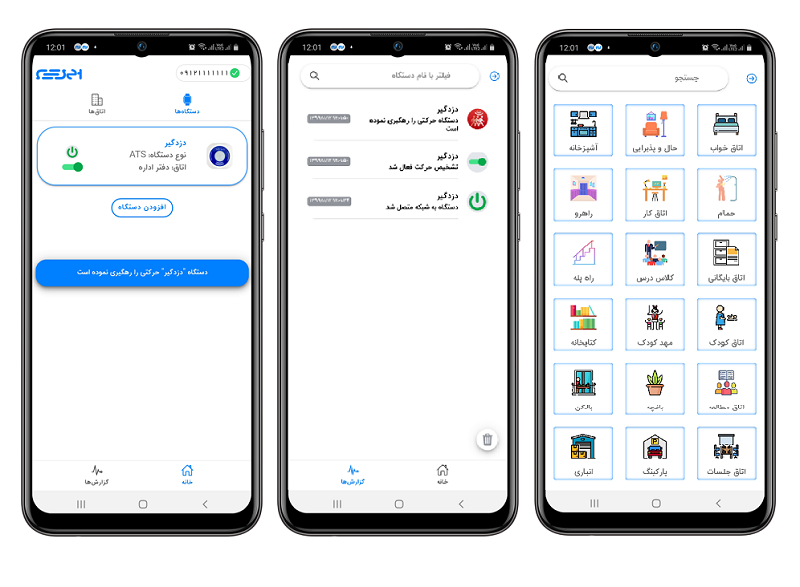 12:01
۰۹۱۲۱۱۱۱۱۱۱
دستگاه‌ها
اتاق‌ها
دزدگیر
نوع دستگاه: ATS
اتاق: دفتر اداره
افزودن دستگاه
دستگاه "دزدگیر" حرکتی را رهگیری نموده است
خانه
گزارش‌ها
12:01
فیلتر با نام دستگاه
دزدگیر
دستگاه حرکتی را رهگیری نموده
است
دزدگیر
تشخیص حرکت فعال شد
دزدگیر
دستگاه به شبکه متصل شد
خانه
گزارش‌ها
12:01
جستجو
اتاق خواب
حال و پذیرایی
آشپزخانه
حمام
اتاق کار
راهرو
اتاق بایگانی
کلاس درس
راه پله
اتاق کودک
مهد کودک
کتابخانه
اتاق مطالعه
باغچه
بالکن
اتاق جلسات
پارکینگ
انباری